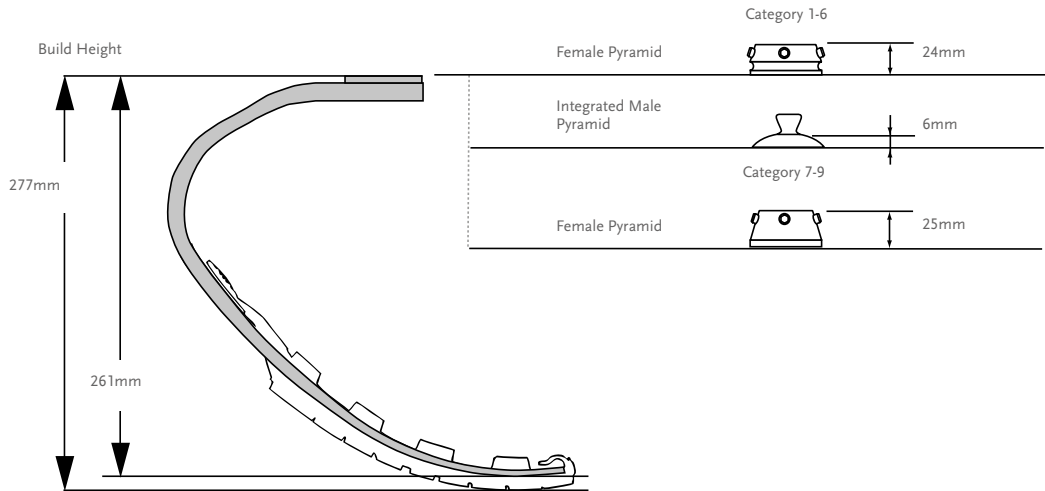 Category 1-6
Build Height
Female Pyramid
24mm
Integrated Male
Pyramid
6mm
Category 7-9
277mm
Female Pyramid
25mm
261mm